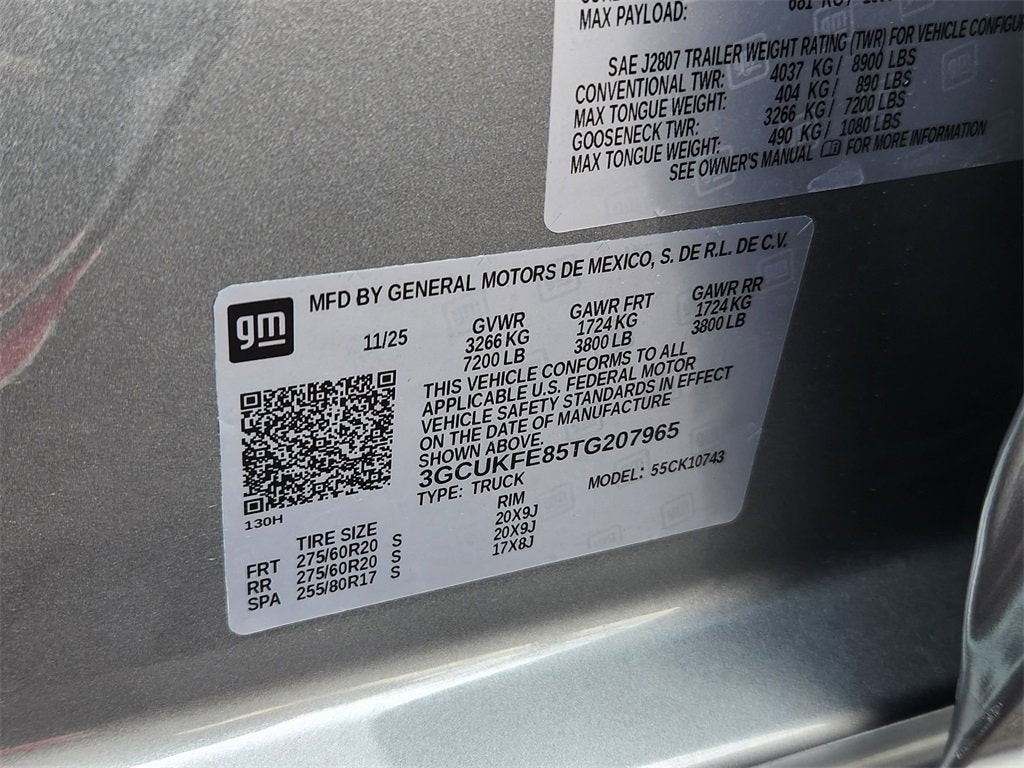 MAX PAYLOAD: 681 KG /
SAE J2807 TRAILER WEIGHT RATING (TWR) FOR VEHICLE
CONVENTIONAL TWR: 4037 KG / 8900 LBS
MAX TONGUE WEIGHT: 404 KG / 890 LBS
GOOSENECK TWR: 3266 KG / 7200 LBS
MAX TONGUE WEIGHT: 490 KG / 1080 LBS
SEE OWNER'S MANUAL FOR MORE INFORMATION
gm
MFD BY GENERAL MOTORS DE MEXICO, S. DE R.L. DE C.V.
11/25 GVWR GAWR FRT GAWR RR
3266 KG 1724 KG 1724 KG
7200 LB 3800 LB 3800 LB
THIS VEHICLE CONFORMS TO ALL
APPLICABLE U.S. FEDERAL MOTOR
VEHICLE SAFETY STANDARDS IN EFFECT
ON THE DATE OF MANUFACTURE
SHOWN ABOVE.
3GCUKFE85TG207965
TYPE: TRUCK MODEL: 55CK10743
130H
TIRE SIZE RIM
FRT 275/60R20 S 20X9J
RR 275/60R20 S 20X9J
SPA 255/80R17 S 17X8J